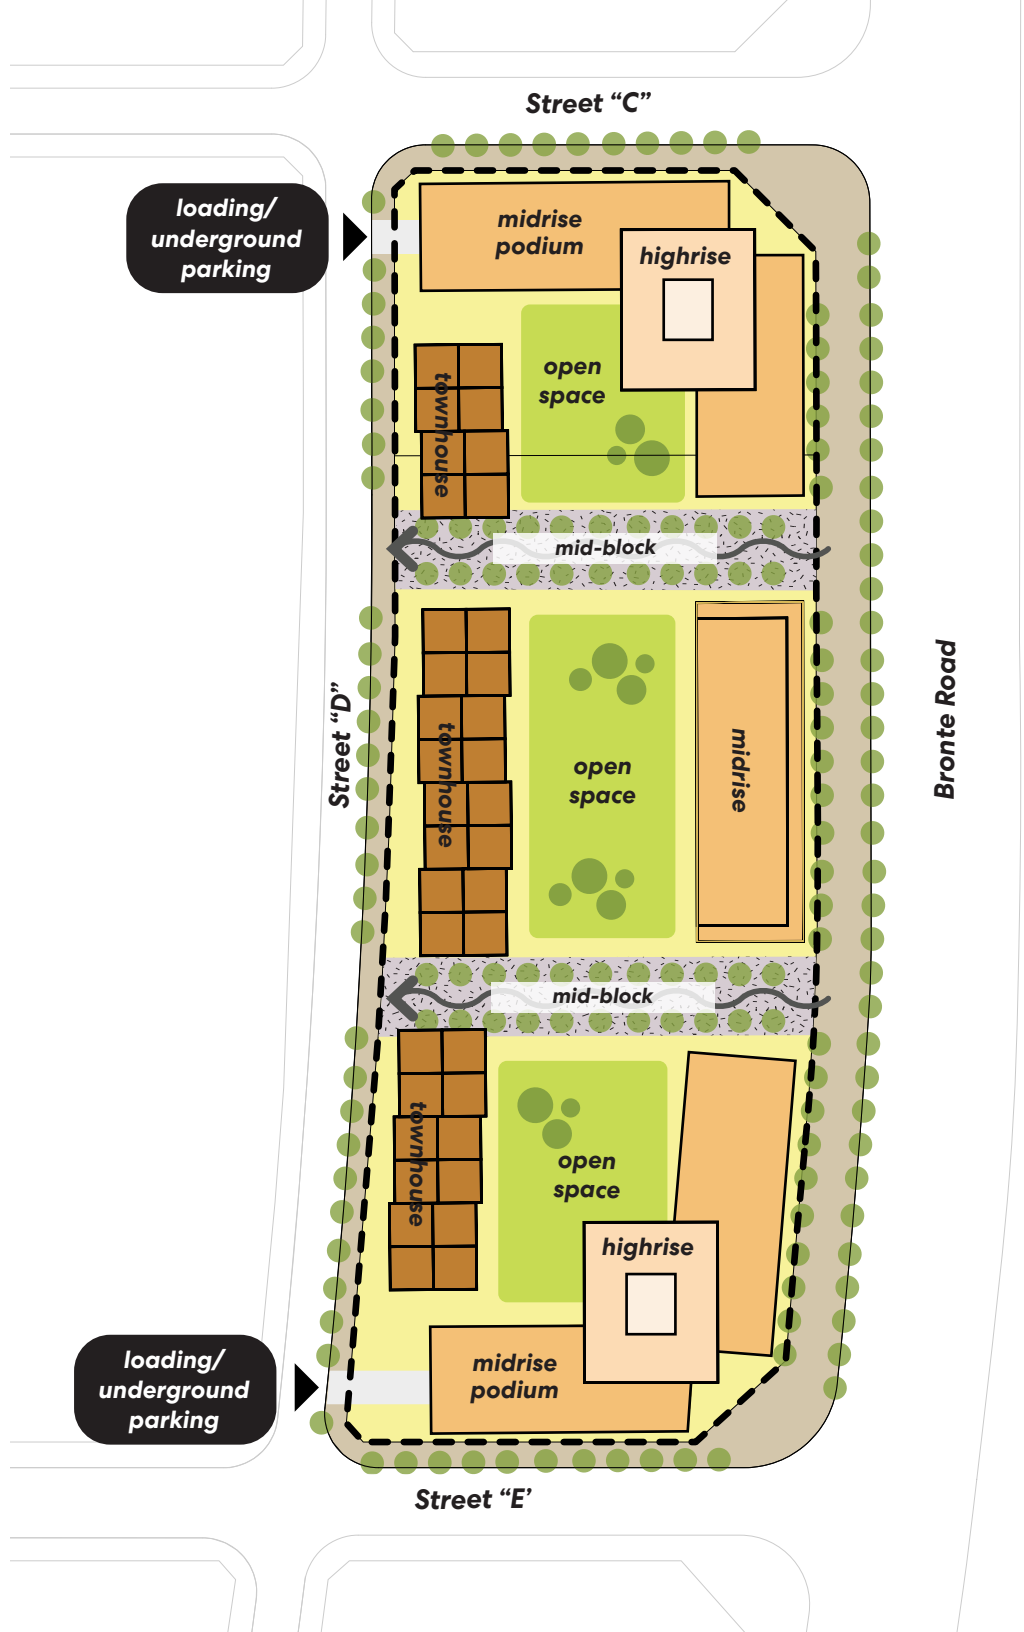 Street “C”
loading/
underground
parking
midrise
podium
highrise
open
space
townhouse
mid-block
Street “D”
Bronte Road
townhouse
open
space
midrise
mid-block
townhouse
open
space
highrise
loading/
underground
parking
midrise
podium
Street “E’